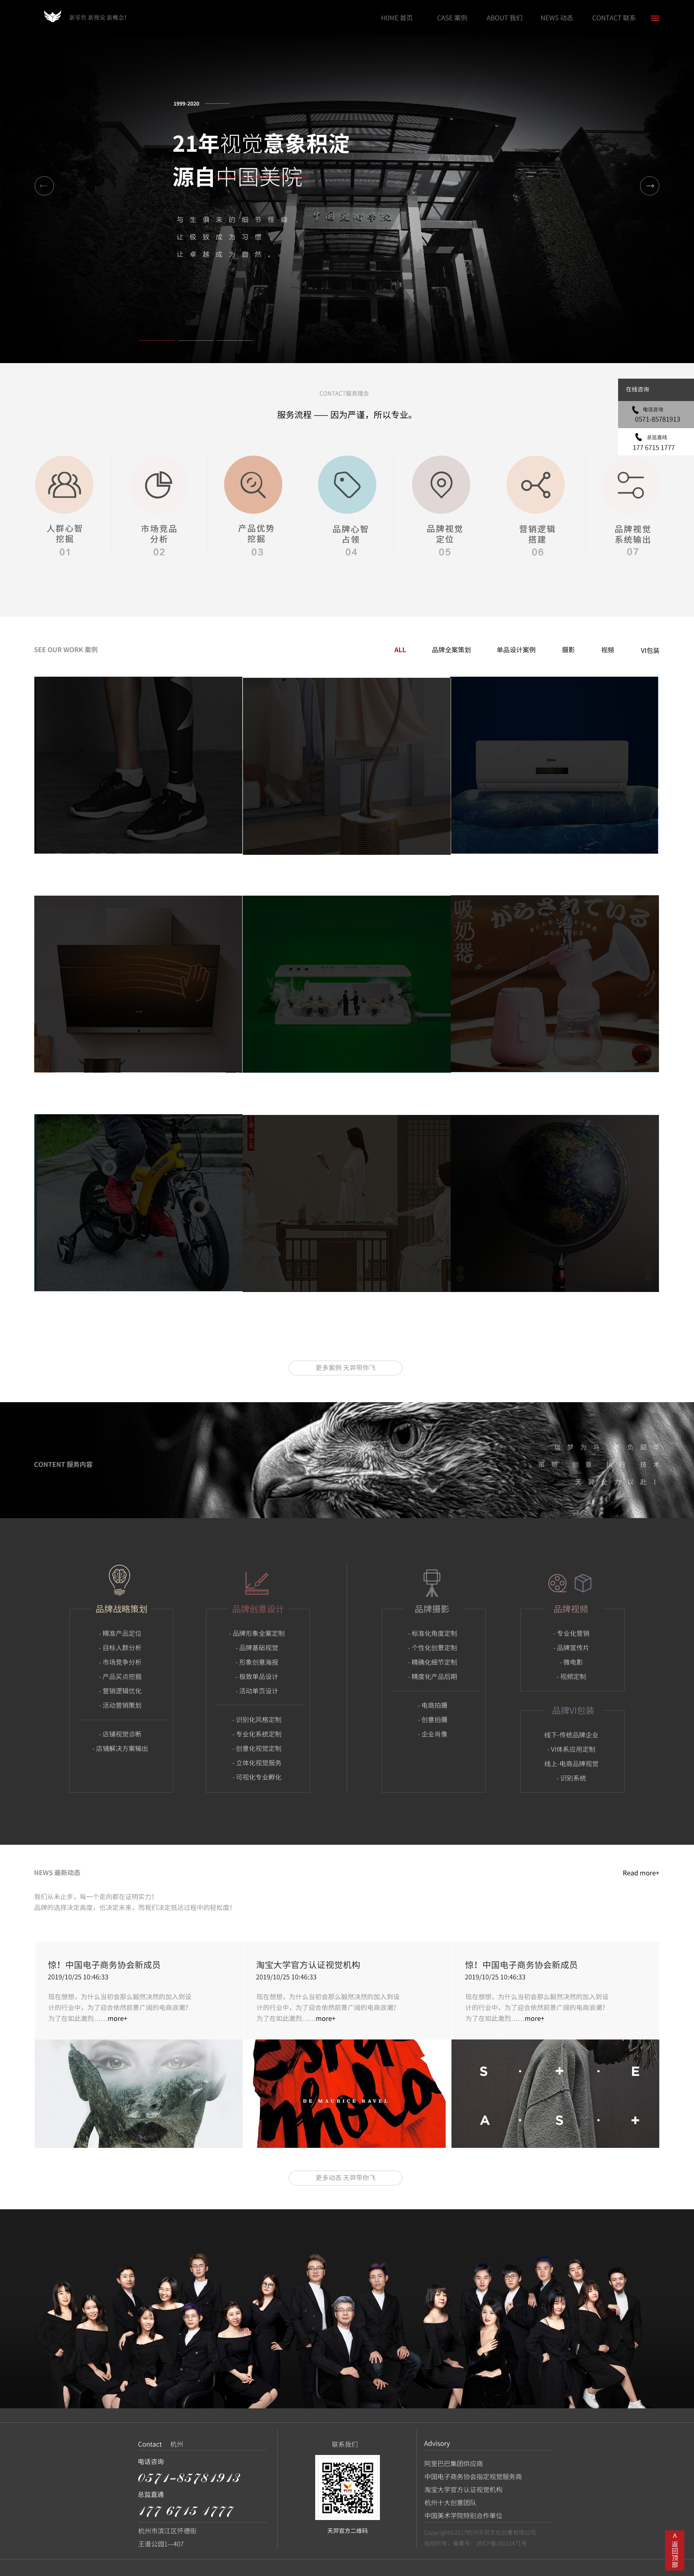 新零售 新视觉 新概念!
HOME 首页
CASE 案例
ABOUT 我们
NEWS 动态
CONTACT 联系
1999-2020
21年视觉意象积淀
源自中国美院
与生俱来的细节怪癖
让极致成为习惯
让卓越成为自然。
中国美术学院
在线咨询
电话咨询
0571-85781913
总监直线
177 6715 1777
CONTACT服务理念
服务流程 —— 因为严谨，所以专业。
人群心智
挖掘
01
市场竞品
分析
02
产品优势
挖掘
03
品牌心智
占领
04
品牌视觉
定位
05
营销逻辑
搭建
06
品牌视觉
系统输出
07
SEE OUR WORK 案例
ALL
品牌全案策划
单品设计案例
摄影
视频
VI包装
吸奶器
からされている
更多案例 天羿带你飞
CONTENT 服务内容
以梦为马 不负韶华
策略 创意 执行 技术
天羿全力以赴！
品牌战略策划
- 精准产品定位
- 目标人群分析
- 市场竞争分析
- 产品买点挖掘
- 营销逻辑优化
- 活动营销策划
- 店铺视觉诊断
- 店铺解决方案输出
品牌创意设计
- 品牌形象全案定制
- 品牌基础视觉
- 形象创意海报
- 极致单品设计
- 活动单页设计
- 识别化风格定制
- 专业化系统定制
- 创意化视觉定制
- 立体化视觉服务
- 可视化专业孵化
品牌摄影
- 标准化角度定制
- 个性化创景定制
- 精确化细节定制
- 精度化产品后期
- 电商拍摄
- 创意拍摄
- 企业肖像
品牌视频
- 专业化营销
- 品牌宣传片
- 微电影
- 视频定制
品牌VI包装
线下-传统品牌企业
- VI体系应用定制
线上-电商品牌视觉
- 识别系统
NEWS 最新动态
Read more+
我们从未止步，每一个走向都在证明实力!
品牌的选择决定高度，也决定未来，而我们决定抵达过程中的轻松度!
惊！中国电子商务协会新成员
2019/10/25 10:46:33
现在想想，为什么当初会那么毅然决然的加入到设
计的行业中，为了迎合依然前景广阔的电商浪潮?
为了在如此激烈……more+
淘宝大学官方认证视觉机构
2019/10/25 10:46:33
现在想想，为什么当初会那么毅然决然的加入到设
计的行业中，为了迎合依然前景广阔的电商浪潮?
为了在如此激烈……more+
惊！中国电子商务协会新成员
2019/10/25 10:46:33
现在想想，为什么当初会那么毅然决然的加入到设
计的行业中，为了迎合依然前景广阔的电商浪潮?
为了在如此激烈……more+
DE MAURICE RAVEL
S · + · E
A · S · +
更多动态 天羿带你飞
Contact 杭州
电话咨询
0571-85781913
总监直通
177 6715 1777
杭州市滨江区怀德街
王道公园1—407
联系我们
天羿官方二维码
Advisory
阿里巴巴集团供应商
中国电子商务协会指定视觉服务商
淘宝大学官方认证视觉机构
杭州十大创意团队
中国美术学院特别合作单位
返回顶部